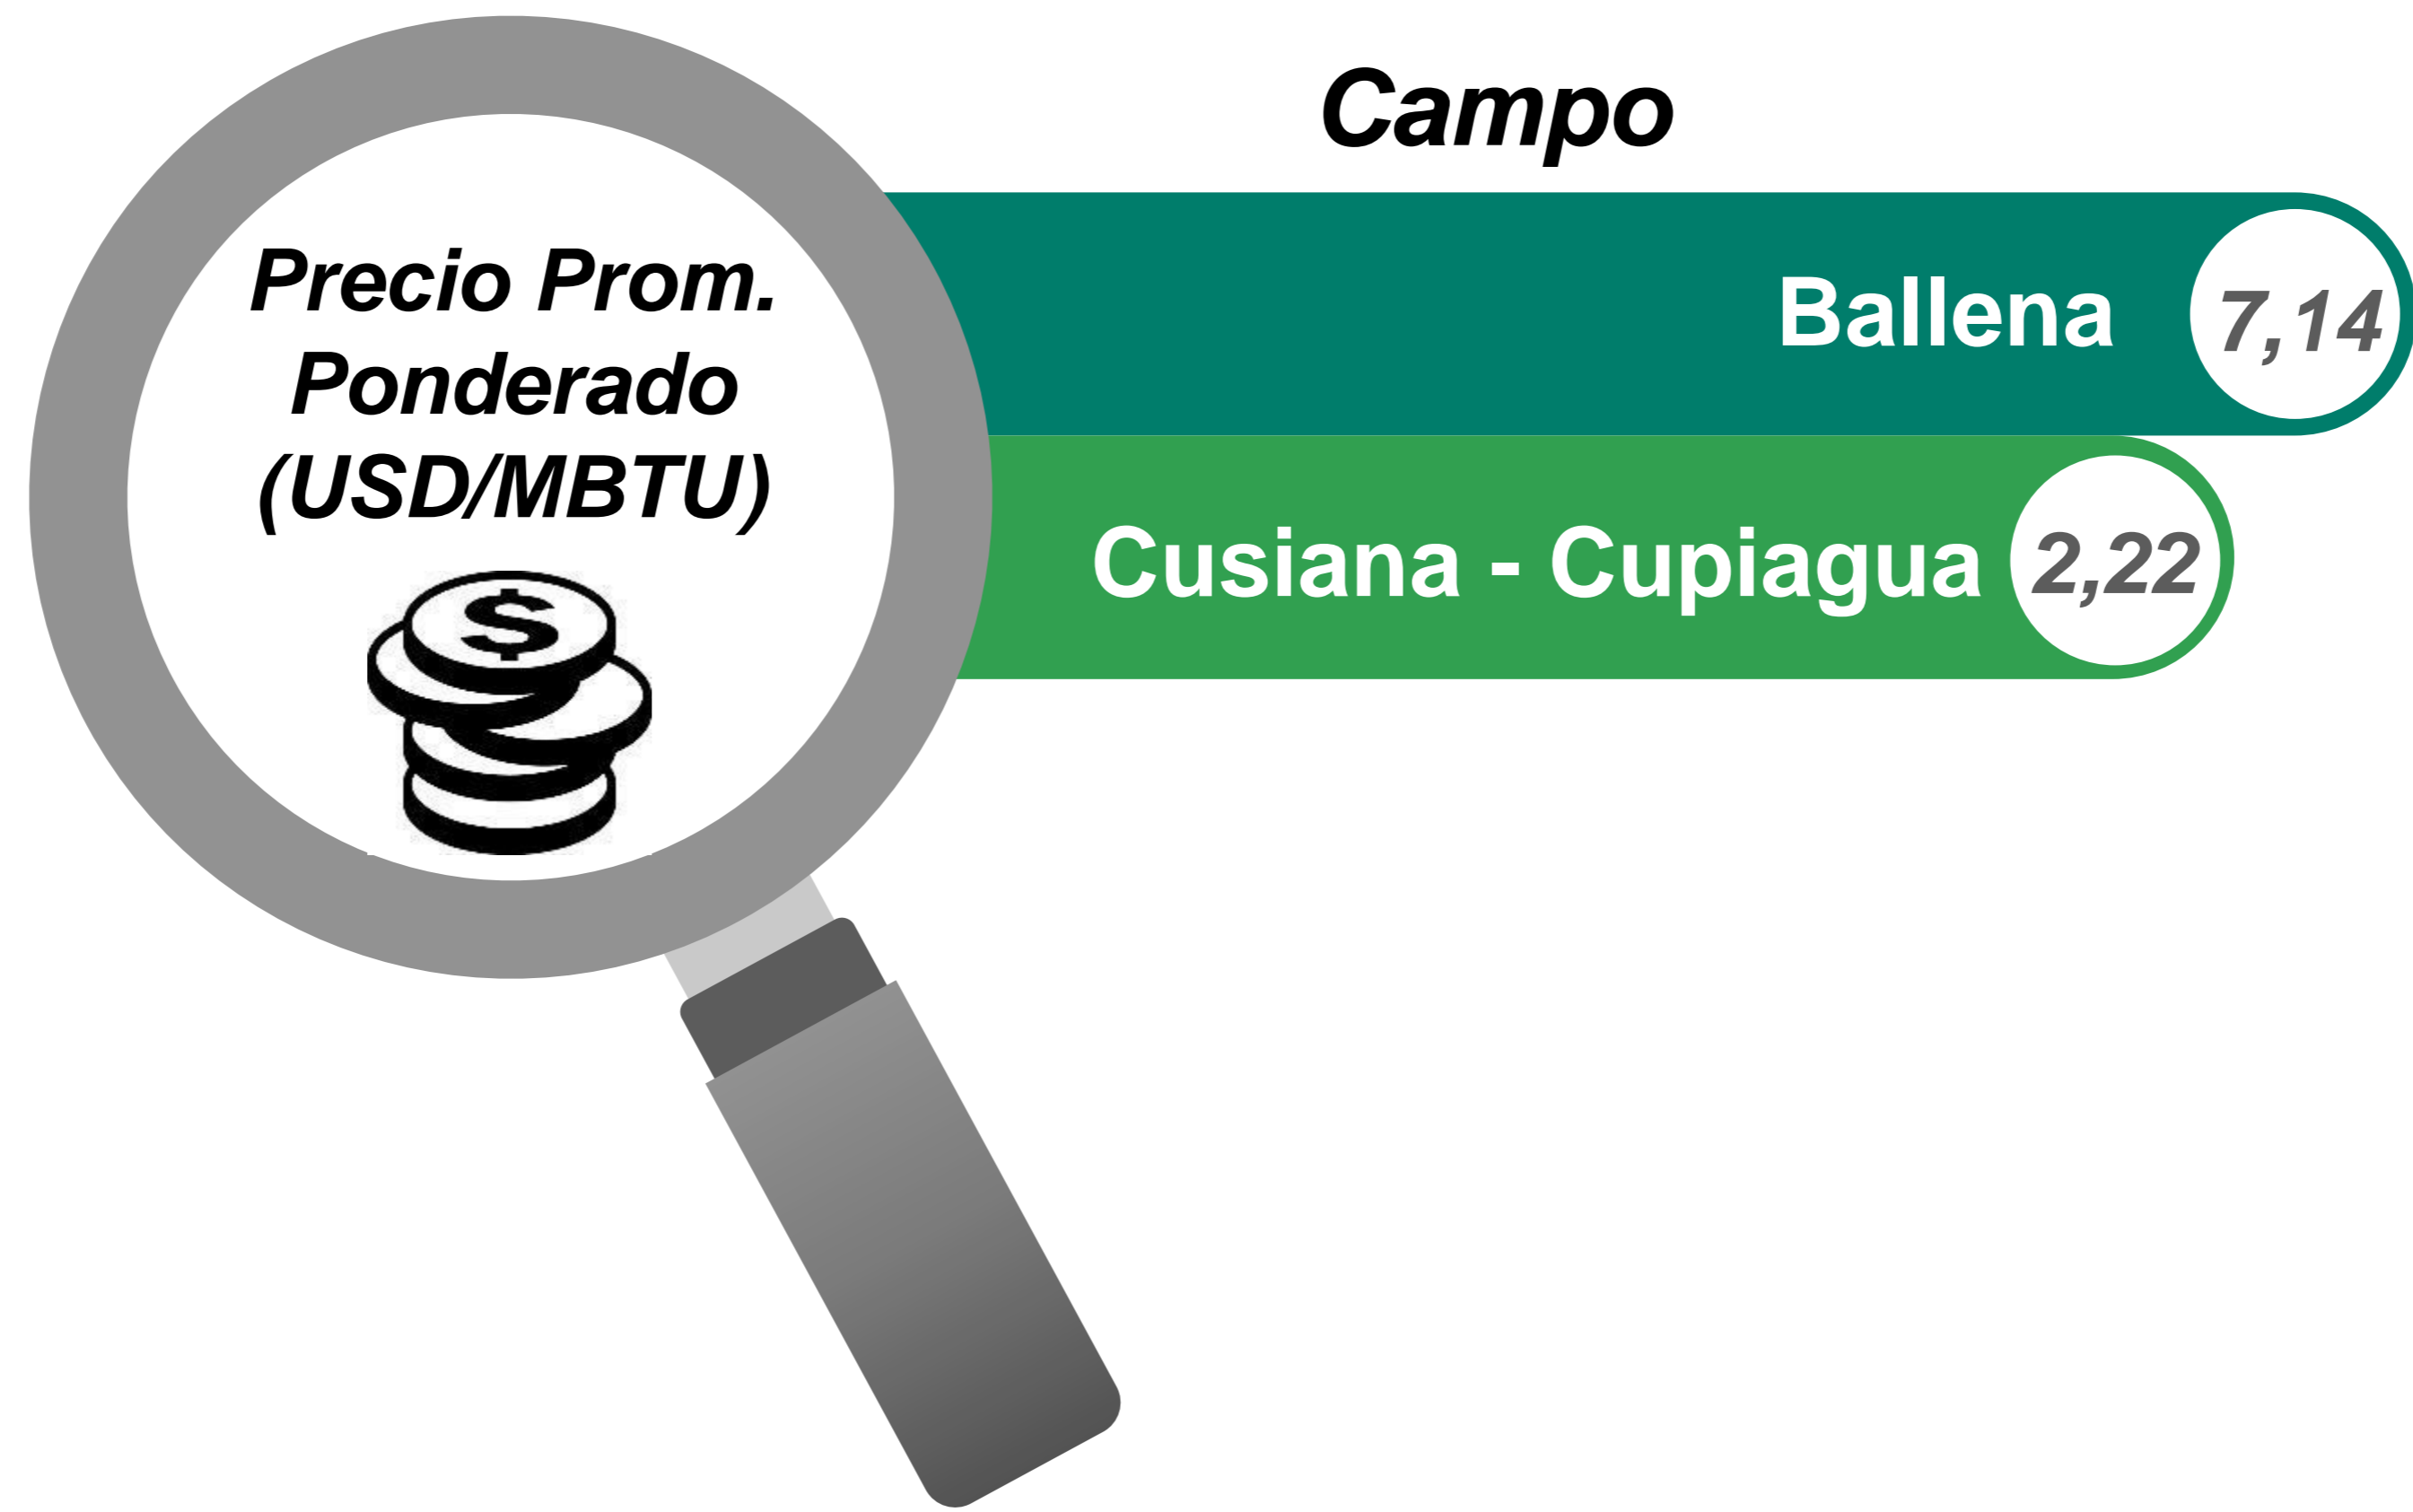 Campo
Precio Prom.
Ponderado
(USD/MBTU)
$
Ballena 7,14
Cusiana - Cupiagua 2,22